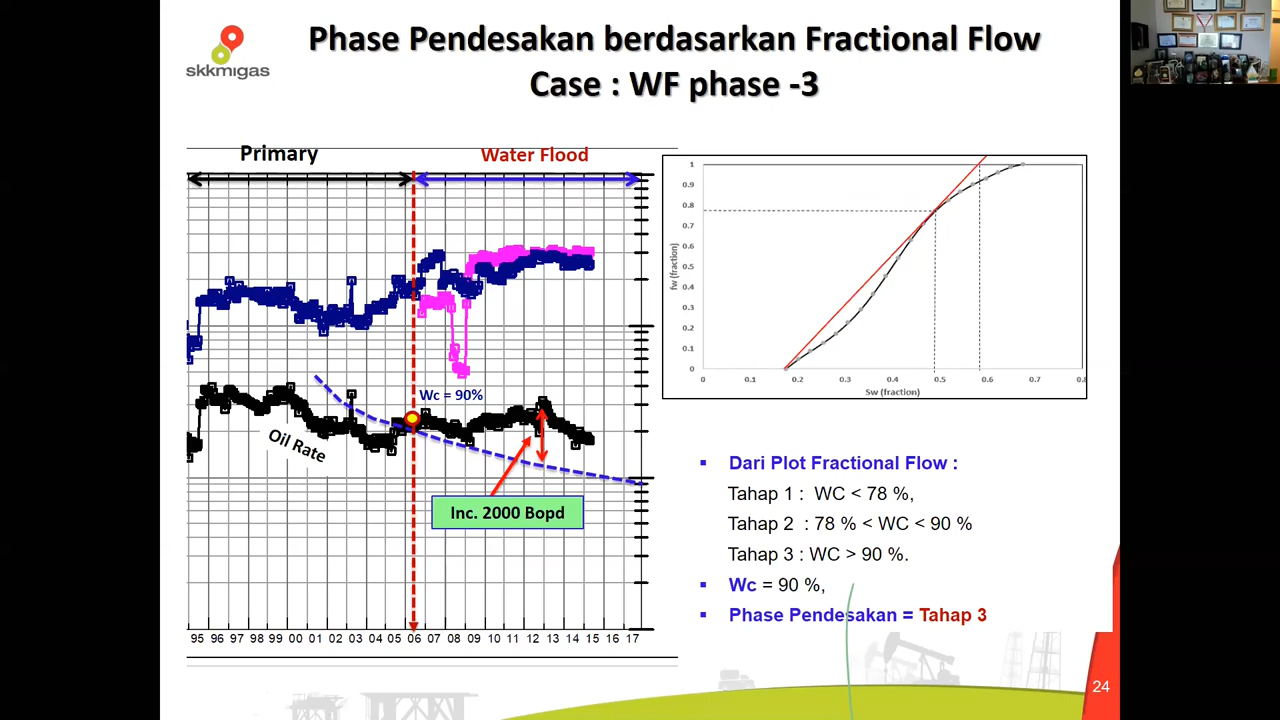 skkmigas
Phase Pendesakan berdasarkan Fractional Flow
Case : WF phase -3
Primary
Water Flood
Wc = 90%
Oil Rate
Inc. 2000 Bopd
95 96 97 98 99 00 01 02 03 04 05 06 07 08 09 10 11 12 13 14 15 16 17
1
0.9
0.8
0.7
0.6
0.5
0.4
0.3
0.2
0.1
0
fw (fraction)
0 0.1 0.2 0.3 0.4 0.5 0.6 0.7 0.8
Sw (fraction)
▪ Dari Plot Fractional Flow :
Tahap 1 : WC < 78 %,
Tahap 2 : 78 % < WC < 90 %
Tahap 3 : WC > 90 %.
▪ Wc = 90 %,
▪ Phase Pendesakan = Tahap 3
24